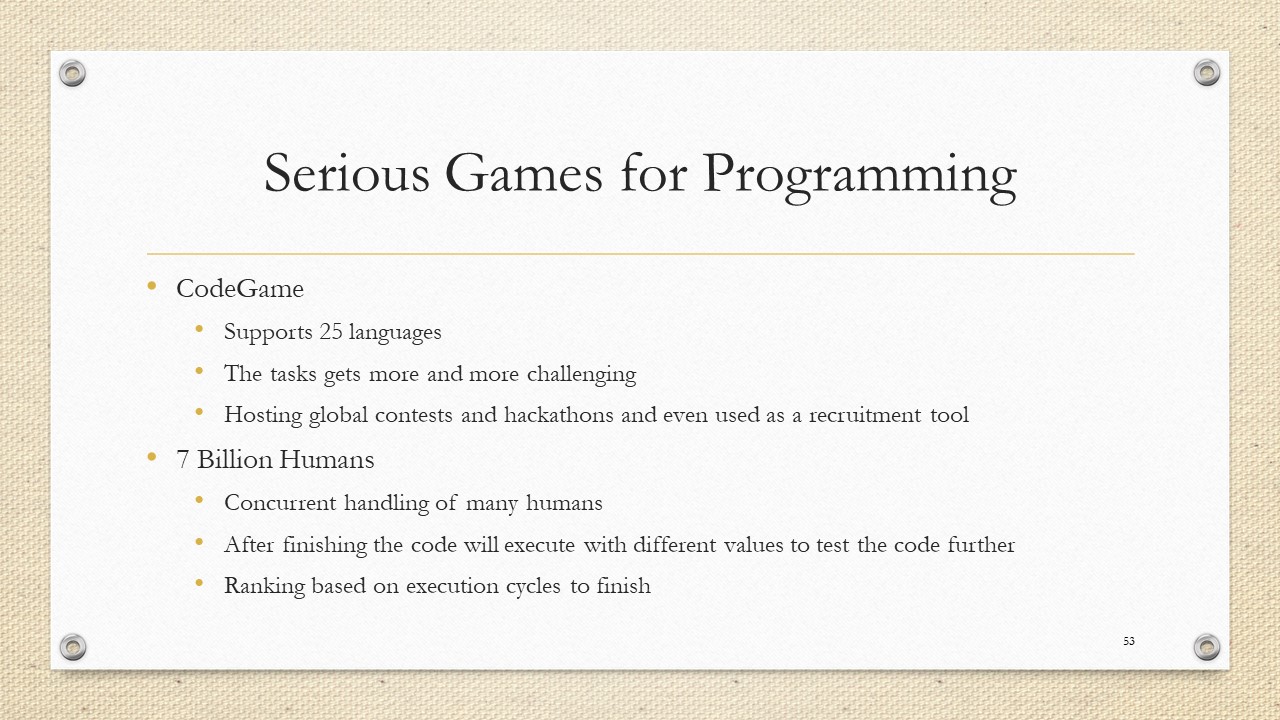 Serious Games for Programming
• CodeGame
• Supports 25 languages
• The tasks gets more and more challenging
• Hosting global contests and hackathons and even used as a recruitment tool
• 7 Billion Humans
• Concurrent handling of many humans
• After finishing the code will execute with different values to test the code further
• Ranking based on execution cycles to finish
53